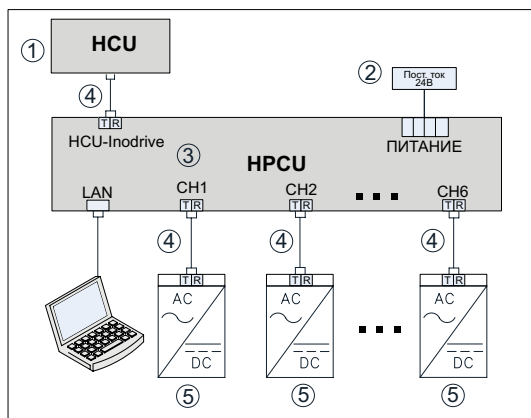 HCU
①
②
Пост. ток
24В
④
T R
HCU-Inodrive
ПИТАНИЕ
③
HPCU
LAN
CH1
CH2
CH6
T R
T R
T R
④
④
④
T R
T R
T R
AC
AC
AC
DC
DC
DC
⑤
⑤
⑤